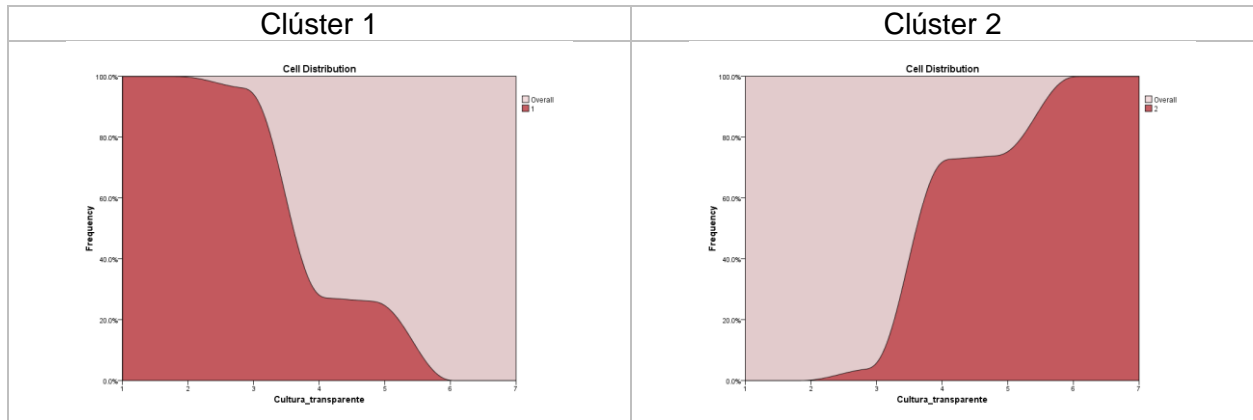 Clúster 1
Clúster 2
Cell Distribution
100.0%
80.0%
60.0%
40.0%
20.0%
0.0%
Frequency
1 2 3 4 5 6 7
Cultura_transparente
Overall
1
Cell Distribution
100.0%
80.0%
60.0%
40.0%
20.0%
0.0%
Frequency
1 2 3 4 5 6 7
Cultura_transparente
Overall
2